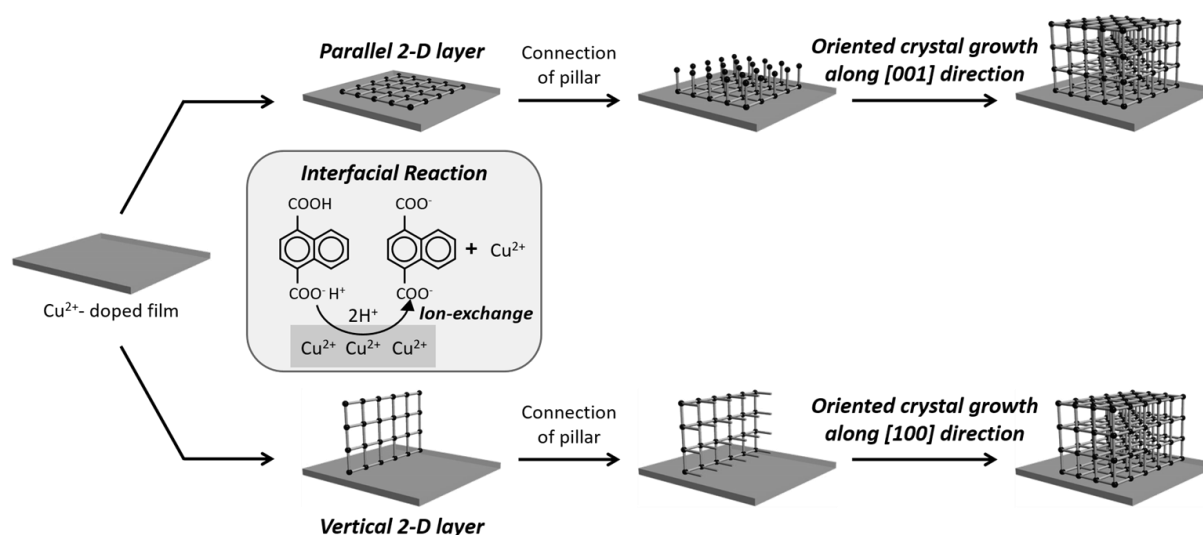 Parallel 2-D layer
Connection
of pillar
Oriented crystal growth
along [001] direction
Interfacial Reaction
COOH
COO⁻
+ Cu²⁺
COO⁻ H⁺
COO⁻
2H⁺
Ion-exchange
Cu²⁺ Cu²⁺ Cu²⁺
Cu²⁺- doped film
Connection
of pillar
Oriented crystal growth
along [100] direction
Vertical 2-D layer